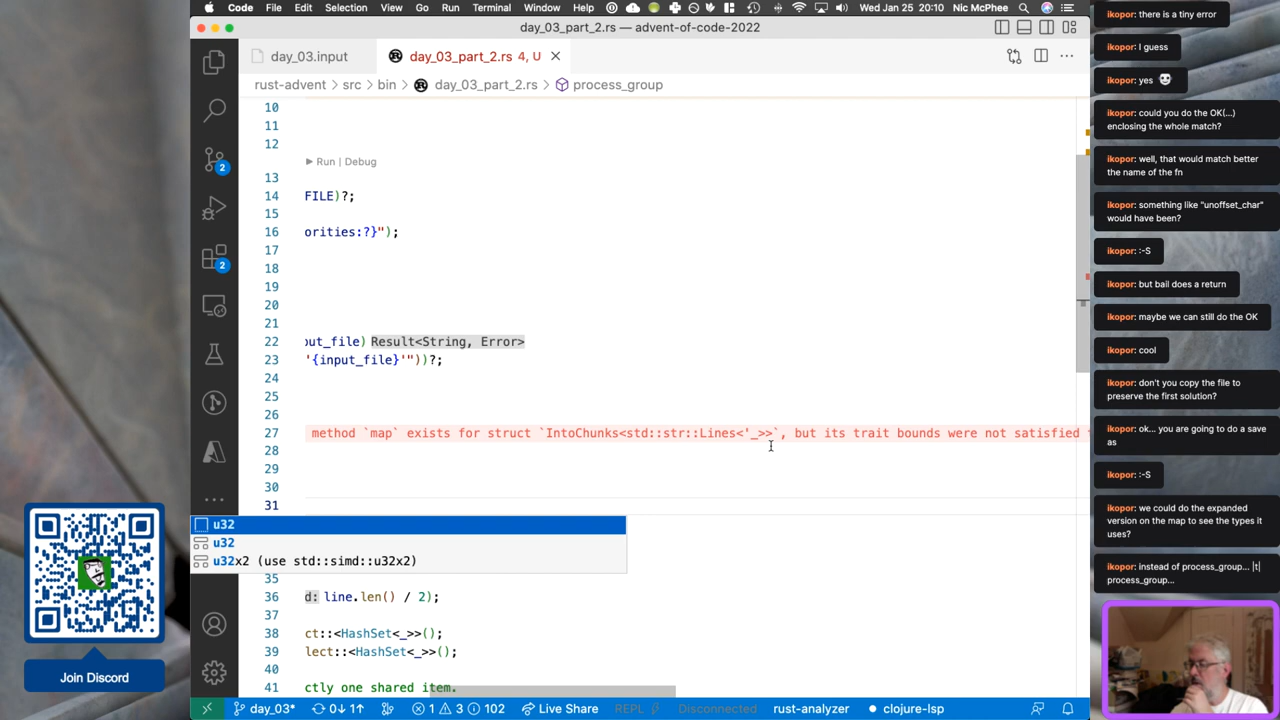 Code File Edit Selection View Go Run Terminal Window Help Wed Jan 25 20:10 Nic McPhee
day_03_part_2.rs — advent-of-code-2022
day_03.input
day_03_part_2.rs 4, U
rust-advent > src > bin > day_03_part_2.rs > process_group
10
11
12
Run | Debug
13
14 FILE)?;
15
16 orities:?}");
17
18
19
20
21
22 put_file) Result<String, Error>
23 '{input_file}'"))?;
24
25
26
27 method `map` exists for struct `IntoChunks<std::str::Lines<'_>>`, but its trait bounds were not satisfied
28
29
30
31
u32
u32
u32x2 (use std::simd::u32x2)
35
36 d: line.len() / 2);
37
38 ct::<HashSet<_>>();
39 lect::<HashSet<_>>();
40
41 ctly one shared item.
2
2
day_03* 0↓ 1↑ 1 3 102 Live Share REPL Disconnected rust-analyzer clojure-lsp
Join Discord
ikopor: there is a tiny error
ikopor: I guess
ikopor: yes
ikopor: could you do the OK(...)
enclosing the whole match?
ikopor: well, that would match better
the name of the fn
ikopor: something like "unoffset_char"
would have been?
ikopor: :-S
ikopor: but bail does a return
ikopor: maybe we can still do the OK
ikopor: cool
ikopor: don't you copy the file to
preserve the first solution?
ikopor: ok... you are going to do a save
as
ikopor: :-S
ikopor: we could do the expanded
version on the map to see the types it
uses?
ikopor: instead of process_group... |t|
process_group...